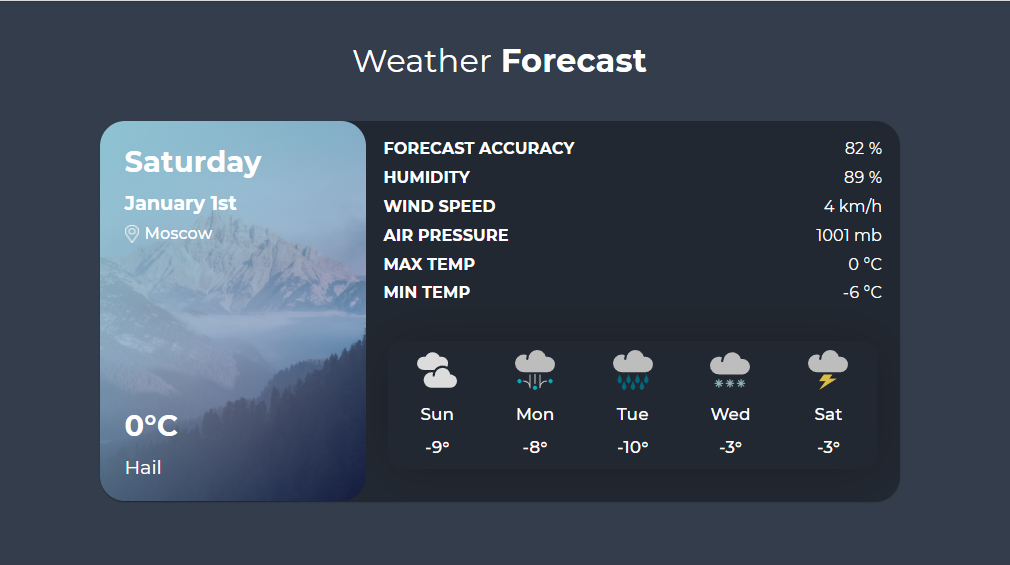 Weather Forecast
Saturday
January 1st
Moscow
0°C
Hail
FORECAST ACCURACY 82 %
HUMIDITY 89 %
WIND SPEED 4 km/h
AIR PRESSURE 1001 mb
MAX TEMP 0 °C
MIN TEMP -6 °C
Sun Mon Tue Wed Sat
-9° -8° -10° -3° -3°